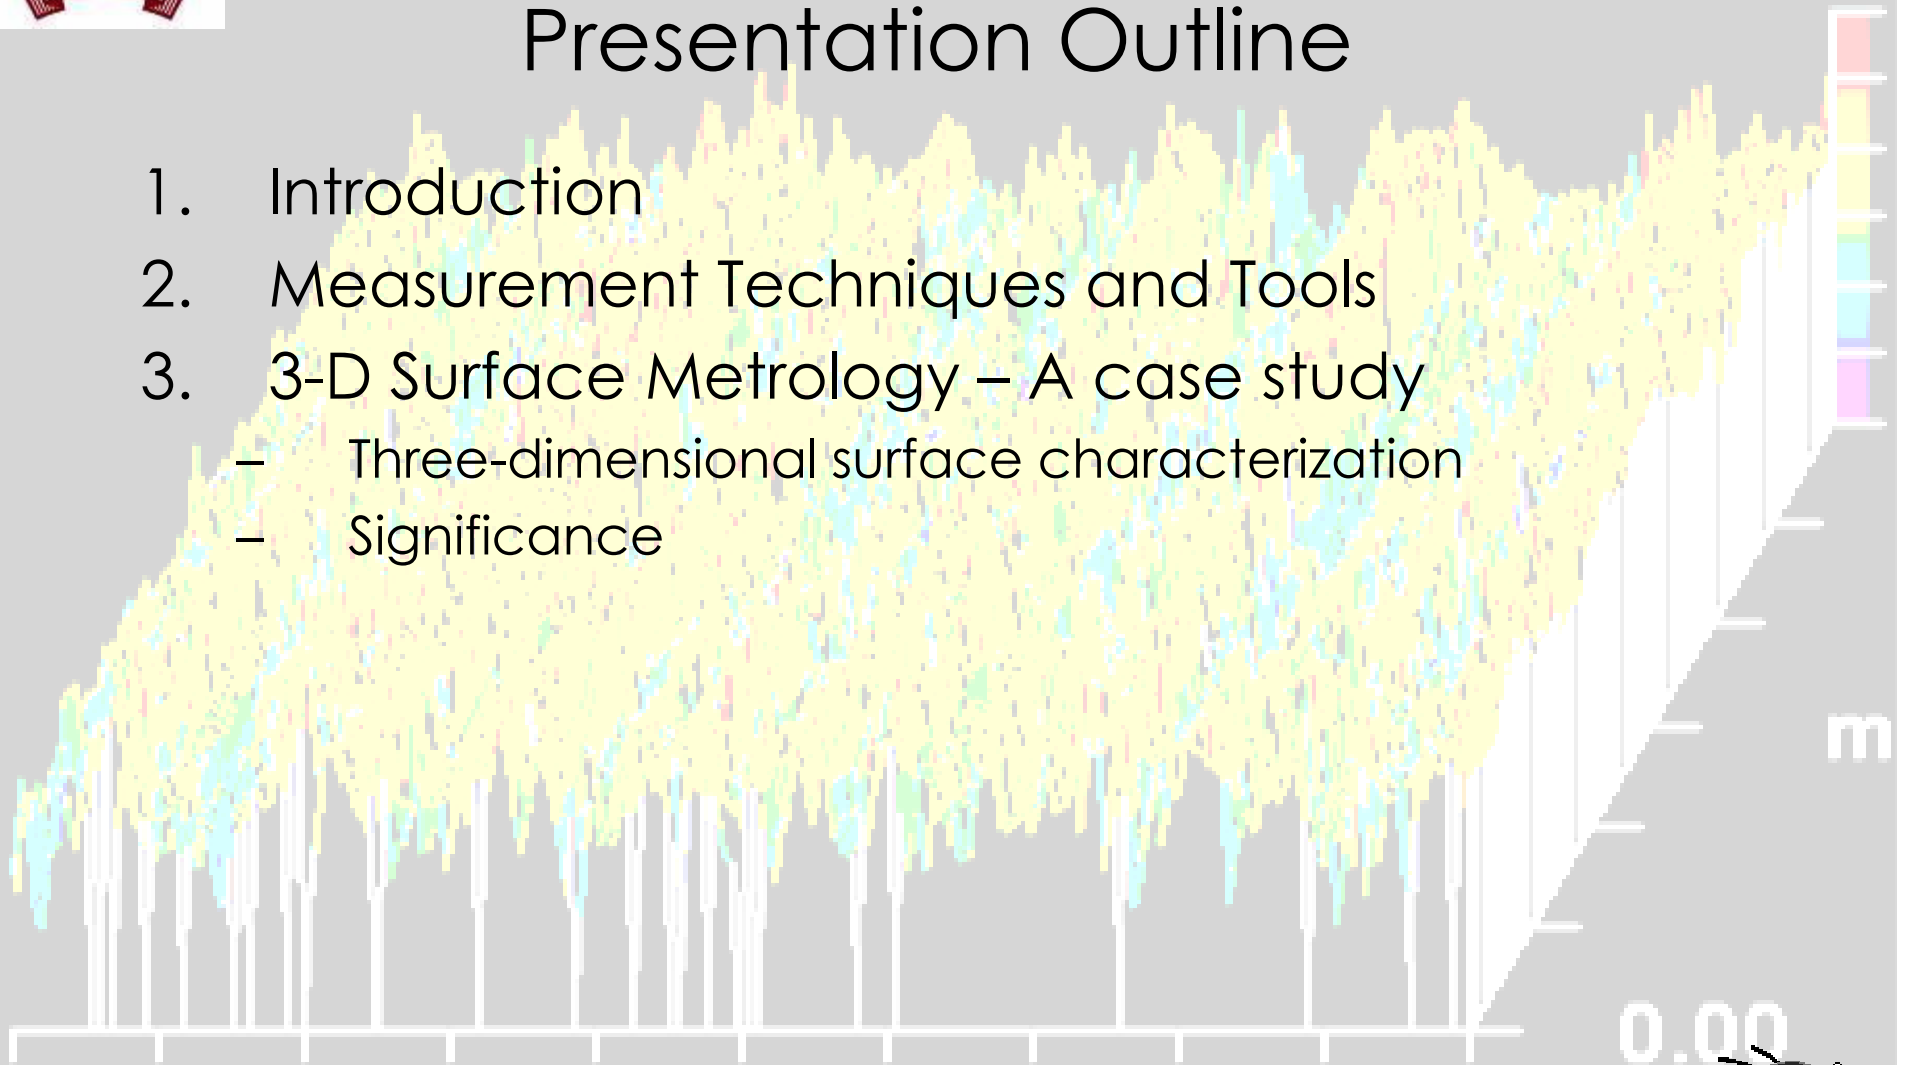 Presentation Outline
1. Introduction
2. Measurement Techniques and Tools
3. 3-D Surface Metrology – A case study
– Three-dimensional surface characterization
– Significance
m
0.00